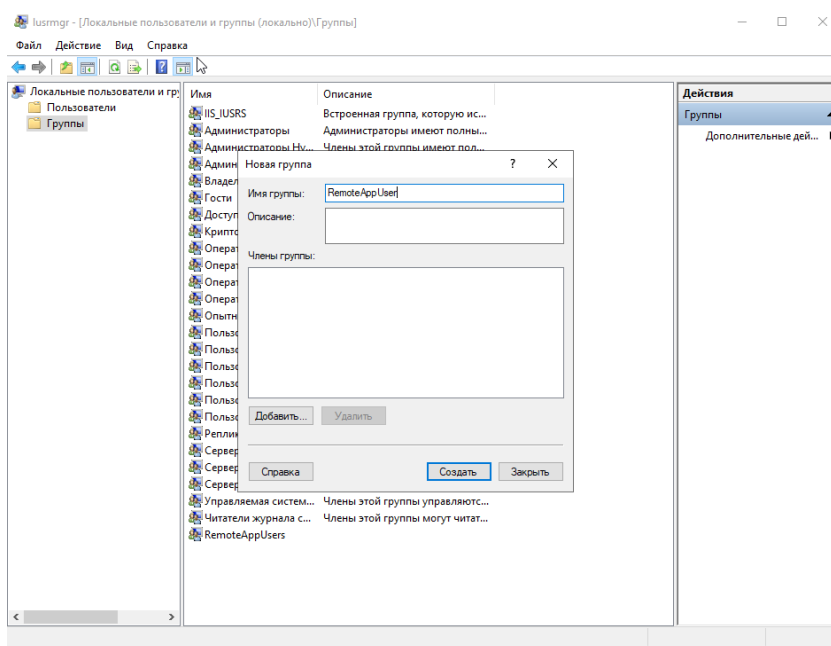 lusrmgr - [Локальные пользователи и группы (локально)\Группы]
Файл Действие Вид Справка
Локальные пользователи и гр
Пользователи
Группы
Имя Описание
IIS_IUSRS Встроенная группа, которую ис...
Администраторы Администраторы имеют полны...
Администраторы Hy... Члены этой группы имеют пол...
Админ
Владел
Гости
Доступ
Крипто
Операт
Операт
Операт
Операт
Опытн
Пользо
Пользо
Пользо
Пользо
Пользо
Пользо
Реплик
Сервер
Сервер
Сервер
Управляемая систем... Члены этой группы управляютс...
Читатели журнала с... Члены этой группы могут читат...
RemoteAppUsers
Новая группа ?
Имя группы: RemoteAppUser
Описание:
Члены группы:
Добавить... Удалить
Справка Создать Закрыть
Действия
Группы
Дополнительные дей...